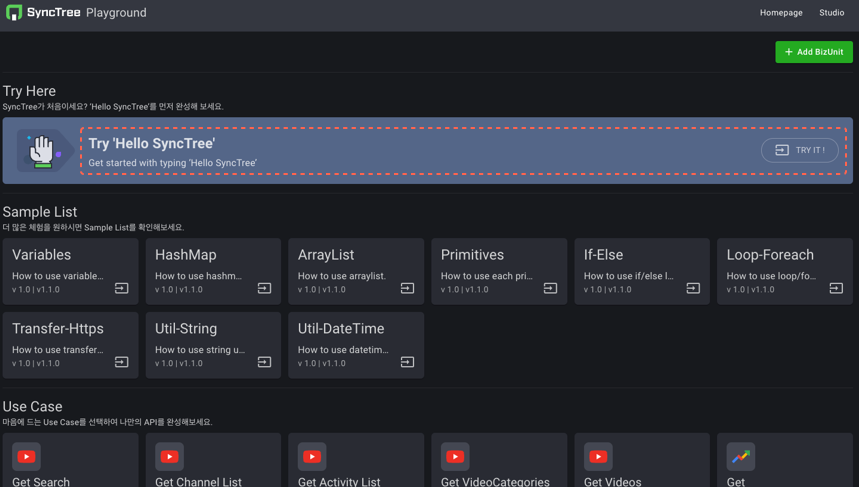 SyncTree Playground
Homepage
Studio
+ Add BizUnit
Try Here
SyncTree가 처음이세요? 'Hello SyncTree'를 먼저 완성해 보세요.
Try 'Hello SyncTree'
Get started with typing 'Hello SyncTree'
TRY IT !
Sample List
더 많은 체험을 원하시면 Sample List를 확인해보세요.
Variables
How to use variable...
v 1.0 | v1.1.0
HashMap
How to use hashm...
v 1.0 | v1.1.0
ArrayList
How to use arraylist.
v 1.0 | v1.1.0
Primitives
How to use each pri...
v 1.0 | v1.1.0
If-Else
How to use if/else l...
v 1.0 | v1.1.0
Loop-Foreach
How to use loop/fo...
v 1.0 | v1.1.0
Transfer-Https
How to use transfer...
v 1.0 | v1.1.0
Util-String
How to use string u...
v 1.0 | v1.1.0
Util-DateTime
How to use datetim...
v 1.0 | v1.1.0
Use Case
마음에 드는 Use Case를 선택하여 나만의 API를 완성해보세요.
Get Search
Get Channel List
Get Activity List
Get VideoCategories
Get Videos
Get